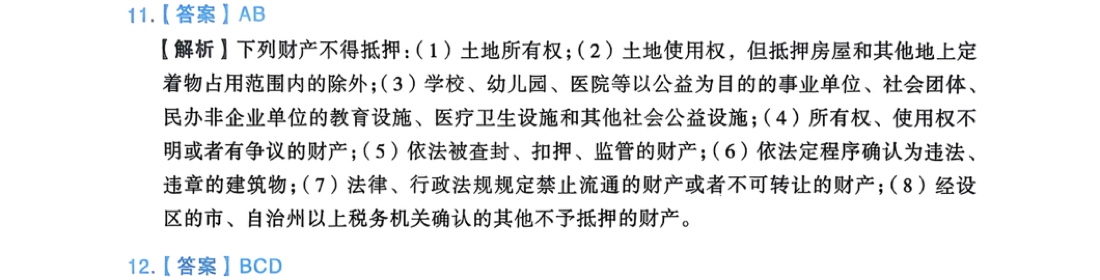 11.【答案】AB
【解析】下列财产不得抵押:(1)土地所有权;(2)土地使用权，但抵押房屋和其他地上定
着物占用范围内的除外;(3)学校、幼儿园、医院等以公益为目的的事业单位、社会团体、
民办非企业单位的教育设施、医疗卫生设施和其他社会公益设施;(4)所有权、使用权不
明或者有争议的财产;(5)依法被查封、扣押、监管的财产;(6)依法定程序确认为违法、
违章的建筑物;(7)法律、行政法规规定禁止流通的财产或者不可转让的财产;(8)经设
区的市、自治州以上税务机关确认的其他不予抵押的财产。
12.【答案】BCD